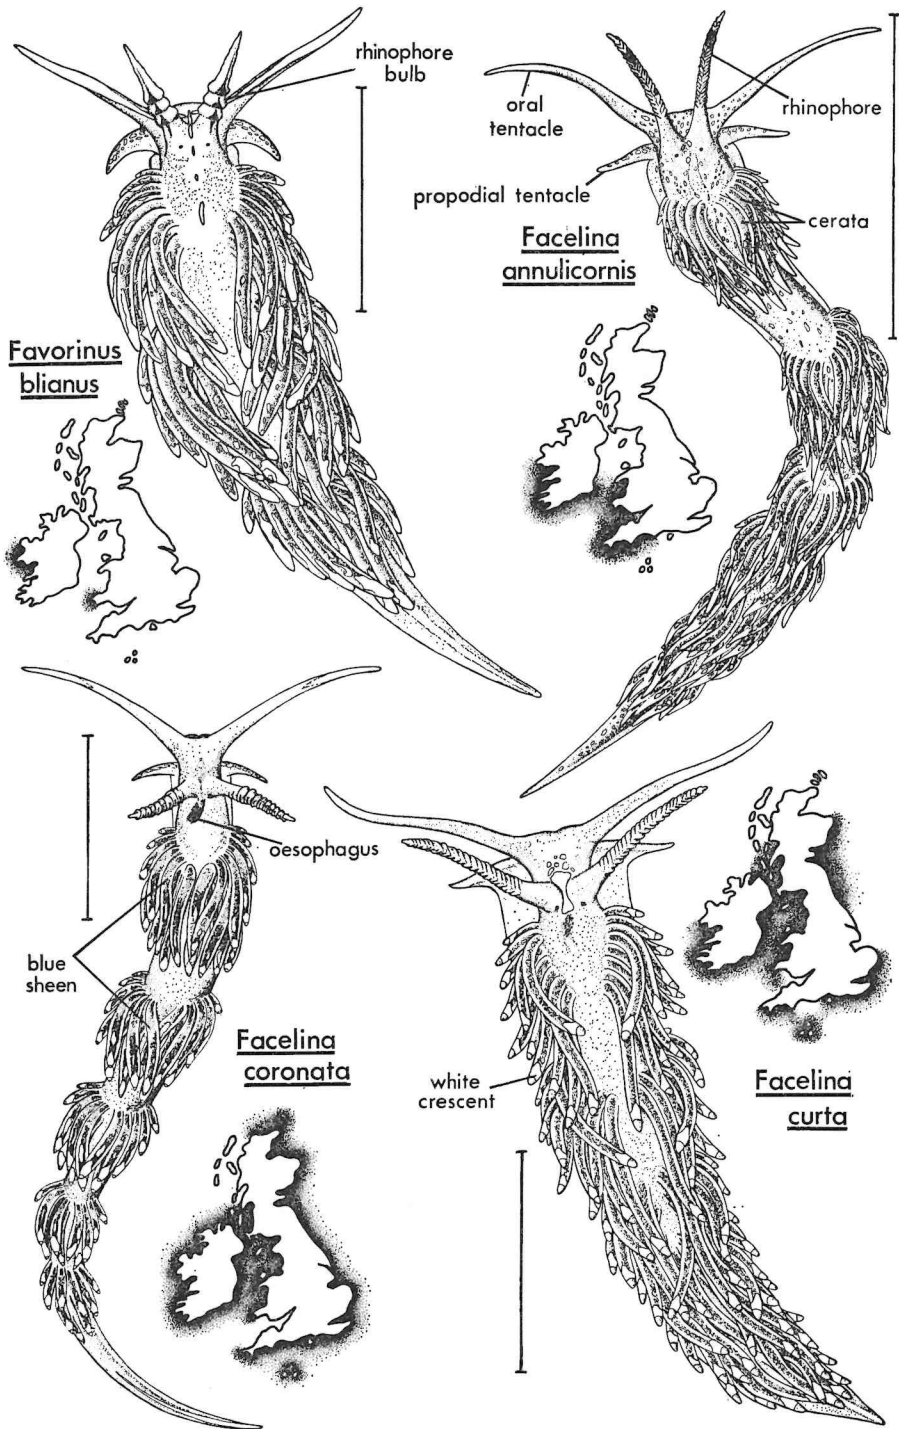 rhinophore
bulb
oral
tentacle
rhinophore
propodial tentacle
cerata
Facelina
annulicornis
Favorinus
blianus
oesophagus
blue
sheen
Facelina
coronata
white
crescent
Facelina
curta